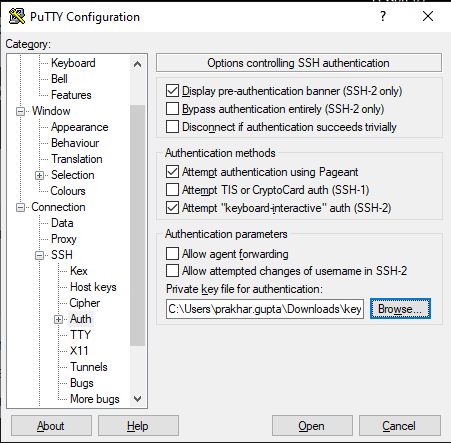 PuTTY Configuration
Category:
Keyboard
Bell
Features
Window
Appearance
Behaviour
Translation
Selection
Colours
Connection
Data
Proxy
SSH
Kex
Host keys
Cipher
Auth
TTY
X11
Tunnels
Bugs
More bugs
Options controlling SSH authentication
Display pre-authentication banner (SSH-2 only)
Bypass authentication entirely (SSH-2 only)
Disconnect if authentication succeeds trivially
Authentication methods
Attempt authentication using Pageant
Attempt TIS or CryptoCard auth (SSH-1)
Attempt "keyboard-interactive" auth (SSH-2)
Authentication parameters
Allow agent forwarding
Allow attempted changes of username in SSH-2
Private key file for authentication:
C:\Users\prakhar.gupta\Downloads\key
Browse...
About
Help
Open
Cancel